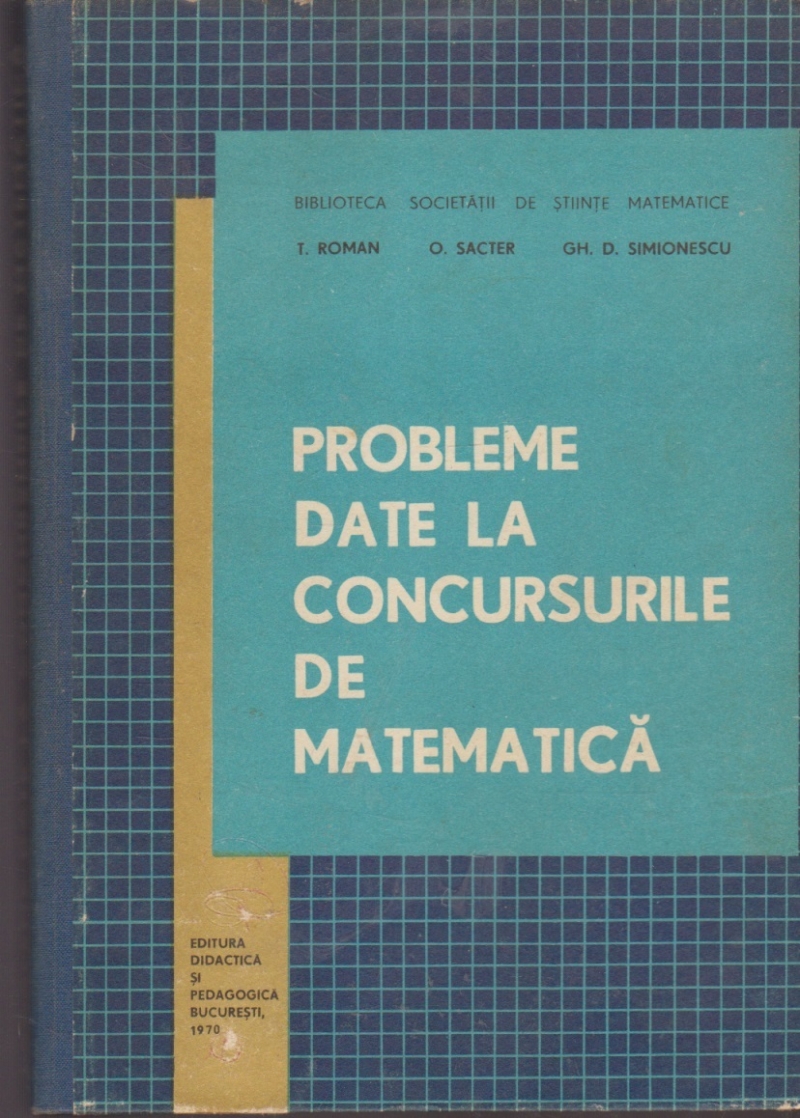 BIBLIOTECA SOCIETĂȚII DE ȘTIINȚE MATEMATICE
T. ROMAN O. SACTER GH. D. SIMIONESCU
PROBLEME
DATE LA
CONCURSURILE
DE
MATEMATICĂ
EDITURA
DIDACTICĂ
ȘI
PEDAGOGICĂ
BUCUREȘTI,
1970